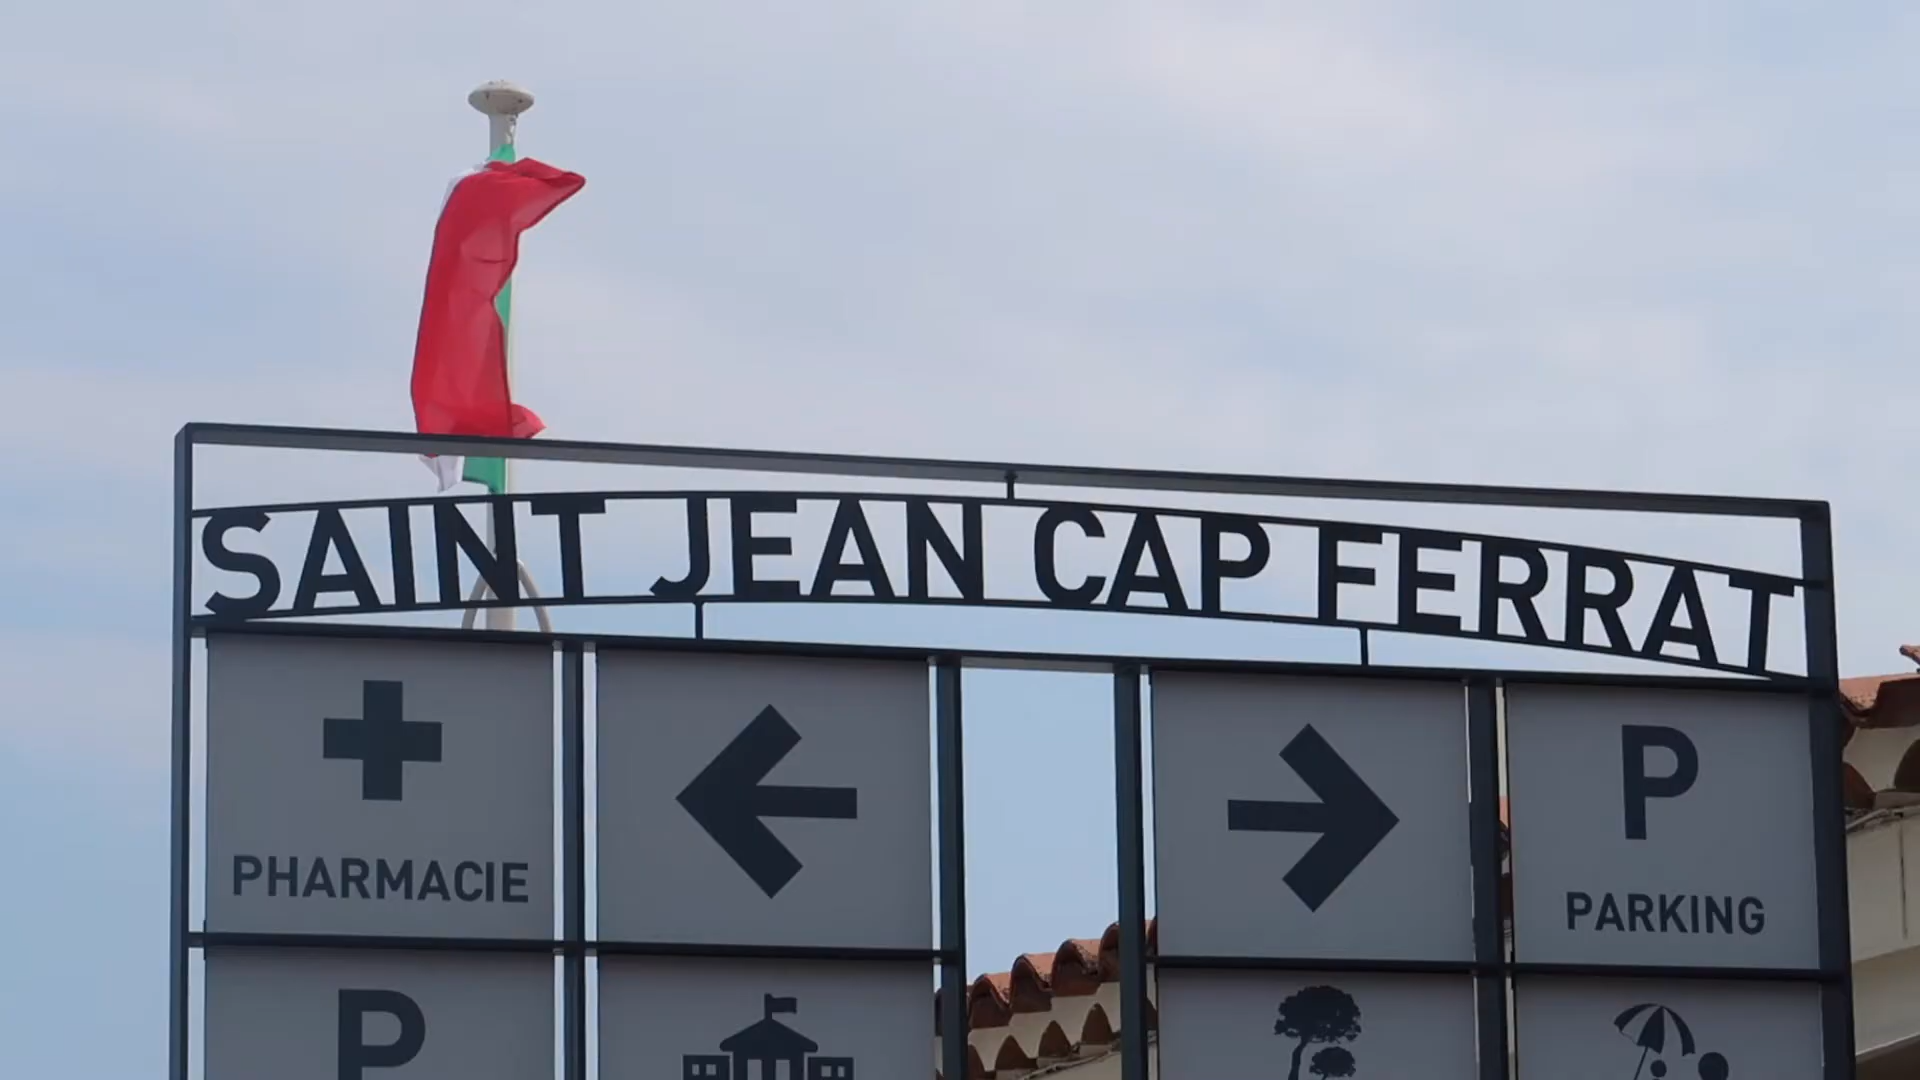 SAINT JEAN CAP FERRAT
PHARMACIE
P
PARKING
P